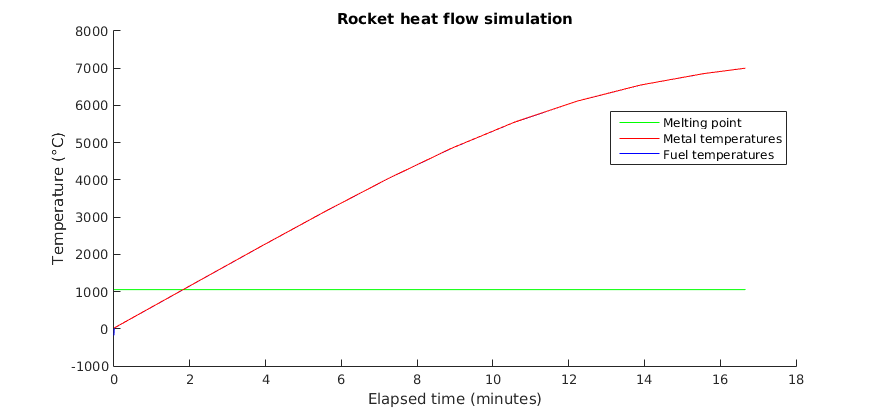 Rocket heat flow simulation
8000
7000
6000
5000
4000
3000
2000
1000
0
-1000
Temperature (°C)
Melting point
Metal temperatures
Fuel temperatures
0 2 4 6 8 10 12 14 16 18
Elapsed time (minutes)